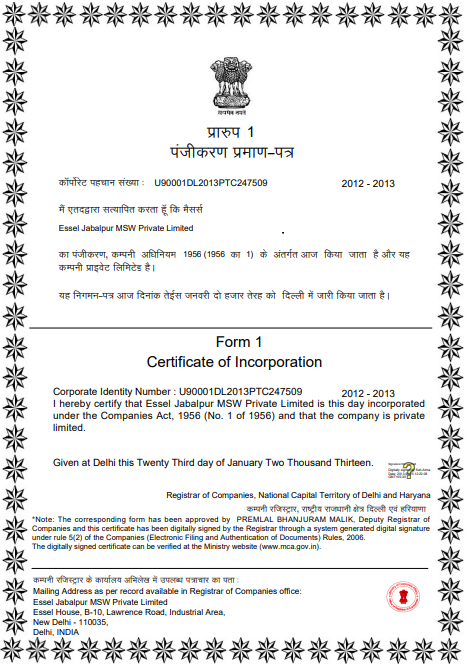 सत्यमेव जयते
प्रारुप 1
पंजीकरण प्रमाण-पत्र
कॉर्पोरेट पहचान संख्या : U90001DL2013PTC247509 2012 - 2013
में एतदद्वारा सत्यापित करता हूँ कि मैसर्स
Essel Jabalpur MSW Private Limited
का पंजीकरण, कम्पनी अधिनियम 1956 (1956 का 1) के अंतर्गत आज किया जाता है और यह
कम्पनी प्राइवेट लिमिटेड है।
यह निगमन-पत्र आज दिनांक तेईस जनवरी दो हजार तेरह को दिल्ली में जारी किया जाता है।
Form 1
Certificate of Incorporation
Corporate Identity Number : U90001DL2013PTC247509 2012 - 2013
I hereby certify that Essel Jabalpur MSW Private Limited is this day incorporated
under the Companies Act, 1956 (No. 1 of 1956) and that the company is private
limited.
Given at Delhi this Twenty Third day of January Two Thousand Thirteen.
Registrar of Companies, National Capital Territory of Delhi and Haryana
कम्पनी रजिस्ट्रार, राष्ट्रीय राजधानी क्षेत्र दिल्ली एवं हरियाणा
*Note: The corresponding form has been approved by PREMLAL BHANJURAM MALIK, Deputy Registrar of
Companies and this certificate has been digitally signed by the Registrar through a system generated digital signature
under rule 5(2) of the Companies (Electronic Filing and Authentication of Documents) Rules, 2006.
The digitally signed certificate can be verified at the Ministry website (www.mca.gov.in).
कम्पनी रजिस्ट्रार के कार्यालय अभिलेख में उपलब्ध पत्राचार का पता :
Mailing Address as per record available in Registrar of Companies office:
Essel Jabalpur MSW Private Limited
Essel House, B-10, Lawrence Road, Industrial Area,
New Delhi - 110035,
Delhi, INDIA